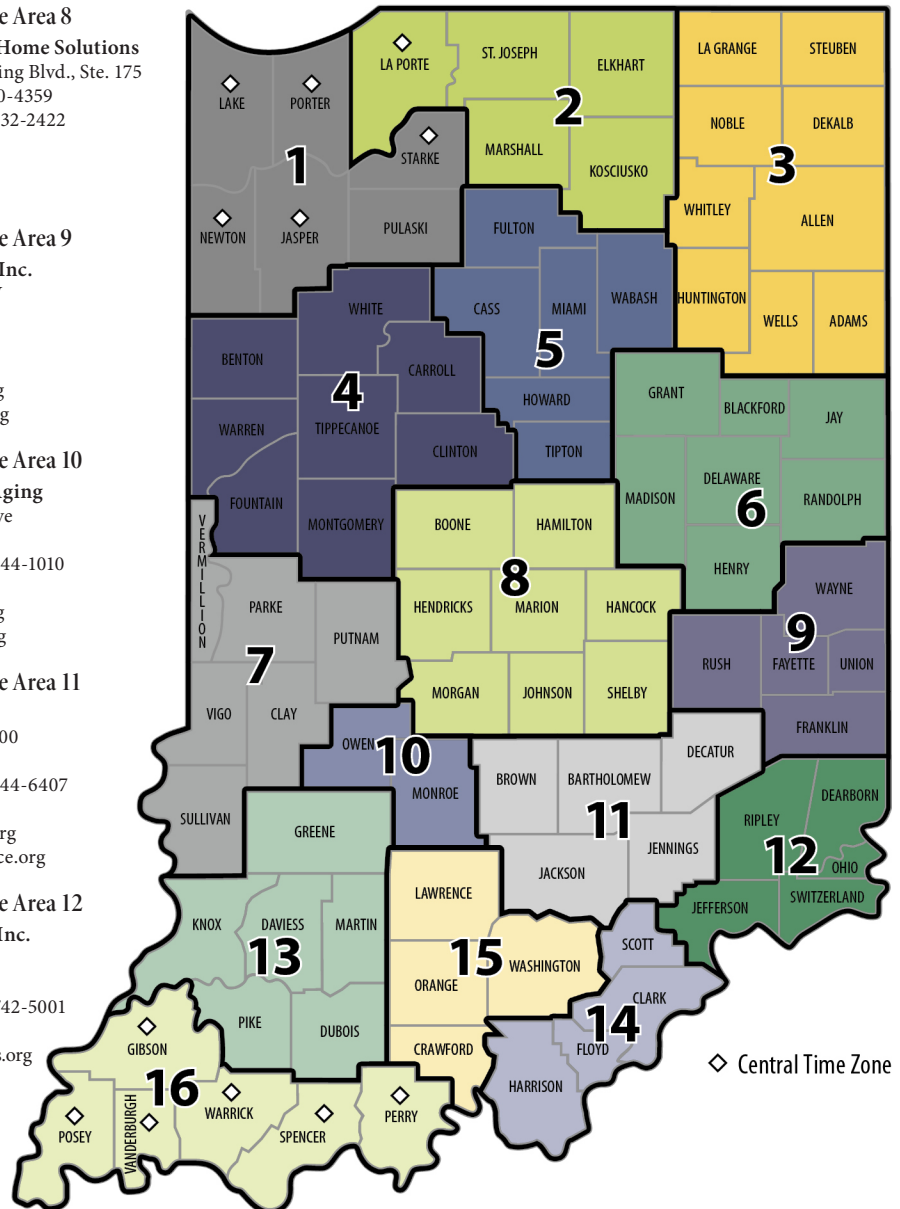 e Area 8
Home Solutions
ing Blvd., Ste. 175
0-4359
32-2422
e Area 9
Inc.
g
g
e Area 10
ging
ve
44-1010
g
g
e Area 11
00
44-6407
rg
ce.org
e Area 12
Inc.
742-5001
s.org
LAKE
PORTER
1
NEWTON
JASPER
STARKE
PULASKI
LA PORTE
ST. JOSEPH
ELKHART
2
MARSHALL
KOSCIUSKO
LA GRANGE
STEUBEN
NOBLE
DEKALB
3
WHITLEY
ALLEN
HUNTINGTON
WELLS
ADAMS
WHITE
BENTON
CARROLL
4
WARREN
TIPPECANOE
CLINTON
FOUNTAIN
MONTGOMERY
FULTON
CASS
MIAMI
WABASH
5
HOWARD
TIPTON
GRANT
BLACKFORD
JAY
MADISON
DELAWARE
6
RANDOLPH
HENRY
VERMILLION
PARKE
PUTNAM
7
VIGO
CLAY
SULLIVAN
BOONE
HAMILTON
8
HENDRICKS
MARION
HANCOCK
MORGAN
JOHNSON
SHELBY
WAYNE
9
RUSH
FAYETTE
UNION
FRANKLIN
OWEN
10
MONROE
DECATUR
BROWN
BARTHOLOMEW
11
JENNINGS
JACKSON
DEARBORN
RIPLEY
12
OHIO
SWITZERLAND
JEFFERSON
GREENE
KNOX
DAVIESS
MARTIN
13
PIKE
DUBOIS
LAWRENCE
15
WASHINGTON
ORANGE
CRAWFORD
SCOTT
CLARK
14
FLOYD
HARRISON
GIBSON
16
POSEY
VANDERBURGH
WARRICK
SPENCER
PERRY
Central Time Zone